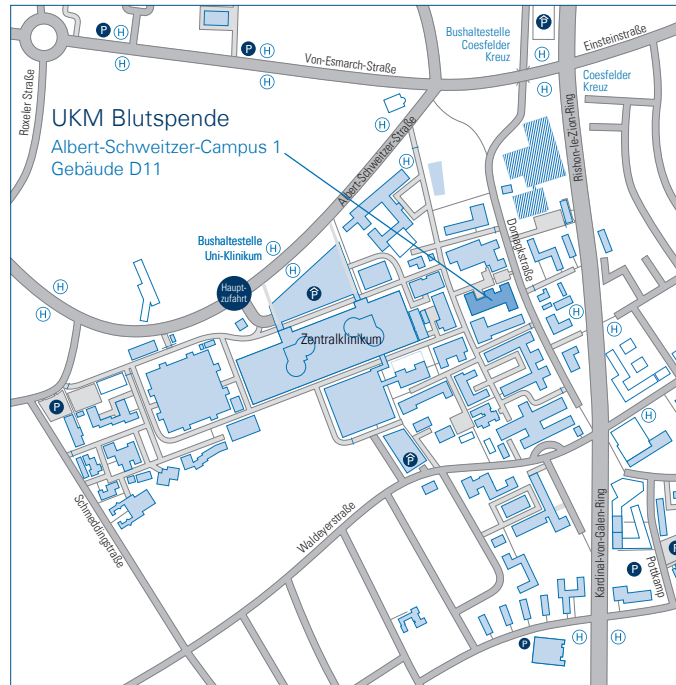 P
H
H
P
H
H
Von-Esmarch-Straße
Bushaltestelle
Coesfelder
Kreuz
P
H
H
Einsteinstraße
Coesfelder
Kreuz
H
H
Roxeler Straße
UKM Blutspende
Albert-Schweitzer-Campus 1
Gebäude D11
Albert-Schweitzer-Straße
H
H
Rishon-le-Zion-Ring
Domagkstraße
Bushaltestelle
Uni-Klinikum
H
H
Haupt-
zufahrt
P
H
H
Zentralklinikum
H
H
P
H
P
Schmeddingstraße
Waldeyerstraße
Kardinal-von-Galen-Ring
Pottkamp
P
P
P
H
H